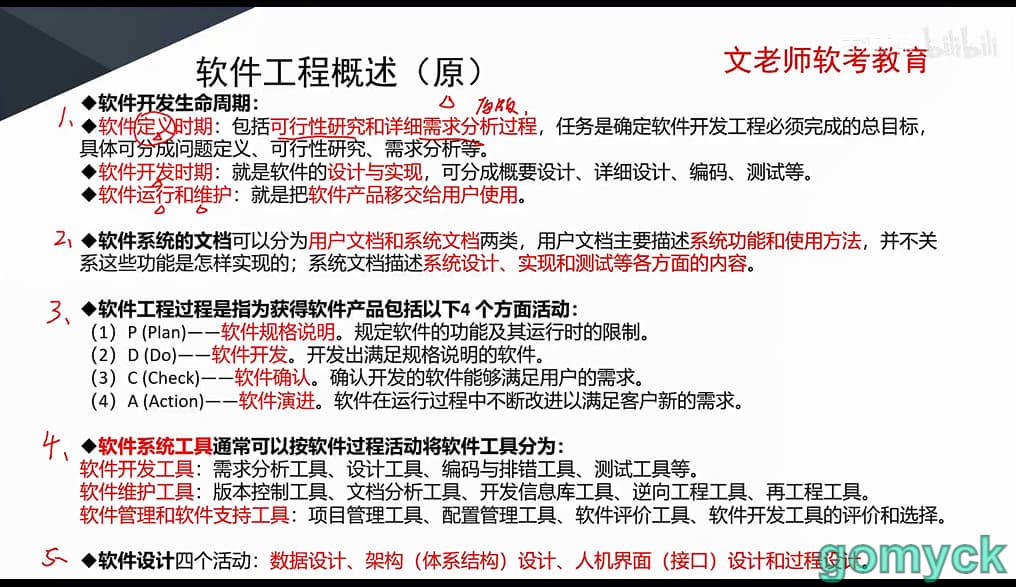 软件工程概述（原）
文老师软考教育
bilibili
原版.
1、
◆软件开发生命周期：
◆软件定义时期：包括可行性研究和详细需求分析过程，任务是确定软件开发工程必须完成的总目标，
具体可分成问题定义、可行性研究、需求分析等。
◆软件开发时期：就是软件的设计与实现，可分成概要设计、详细设计、编码、测试等。
◆软件运行和维护：就是把软件产品移交给用户使用。
2、
◆软件系统的文档可以分为用户文档和系统文档两类，用户文档主要描述系统功能和使用方法，并不关
系这些功能是怎样实现的；系统文档描述系统设计、实现和测试等各方面的内容。
3、
◆软件工程过程是指为获得软件产品包括以下4 个方面活动：
（1）P (Plan)——软件规格说明。规定软件的功能及其运行时的限制。
（2）D (Do)——软件开发。开发出满足规格说明的软件。
（3）C (Check)——软件确认。确认开发的软件能够满足用户的需求。
（4）A (Action)——软件演进。软件在运行过程中不断改进以满足客户新的需求。
4、
◆软件系统工具通常可以按软件过程活动将软件工具分为：
软件开发工具：需求分析工具、设计工具、编码与排错工具、测试工具等。
软件维护工具：版本控制工具、文档分析工具、开发信息库工具、逆向工程工具、再工程工具。
软件管理和软件支持工具：项目管理工具、配置管理工具、软件评价工具、软件开发工具的评价和选择。
5、
◆软件设计四个活动：数据设计、架构（体系结构）设计、人机界面（接口）设计和过程设计。
gomyck